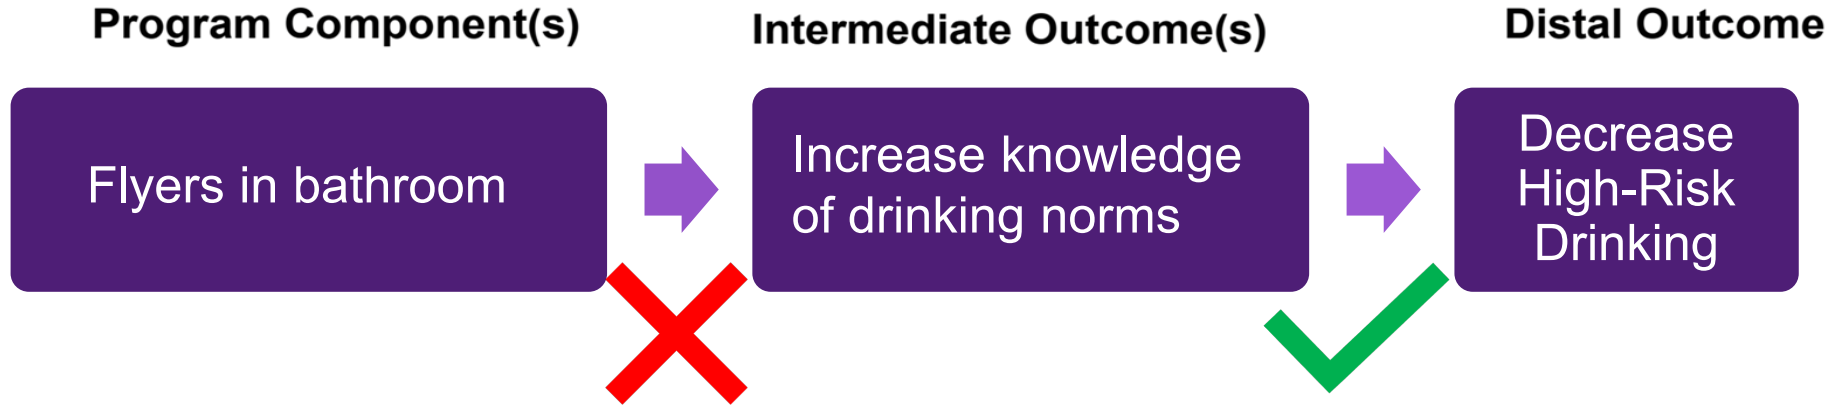 Program Component(s)
Intermediate Outcome(s)
Distal Outcome
Flyers in bathroom
Increase knowledge
of drinking norms
Decrease
High-Risk
Drinking